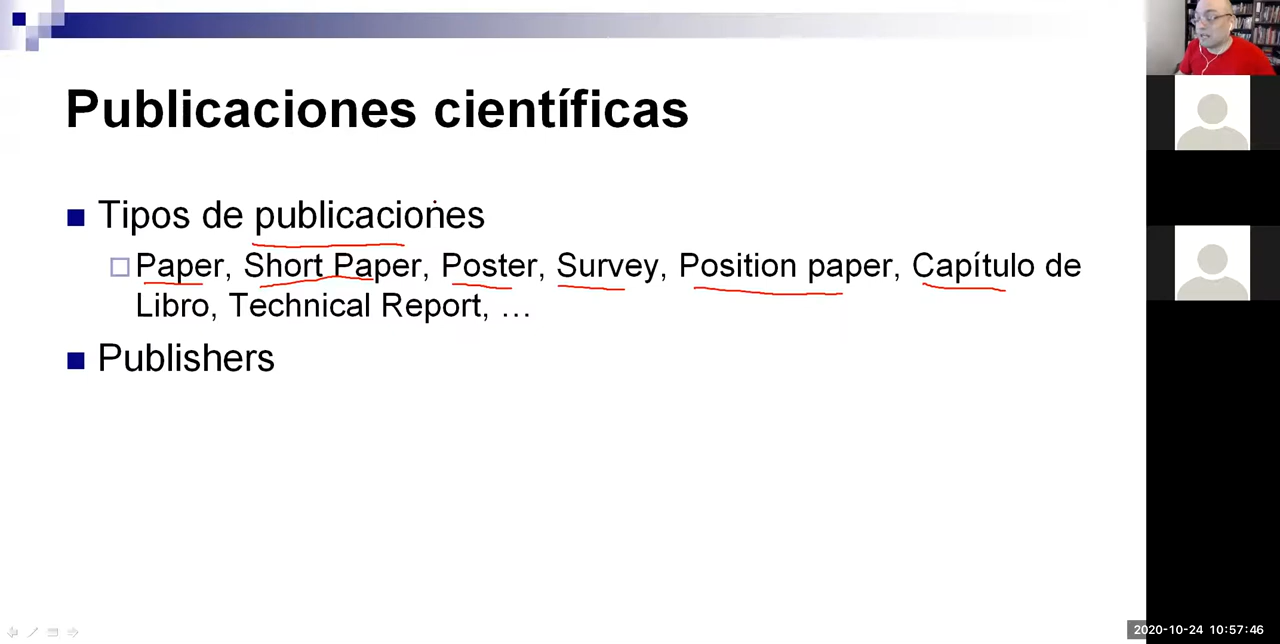 Publicaciones científicas
Tipos de publicaciones
Paper, Short Paper, Poster, Survey, Position paper, Capítulo de
Libro, Technical Report, …
Publishers
2020-10-24 10:57:46